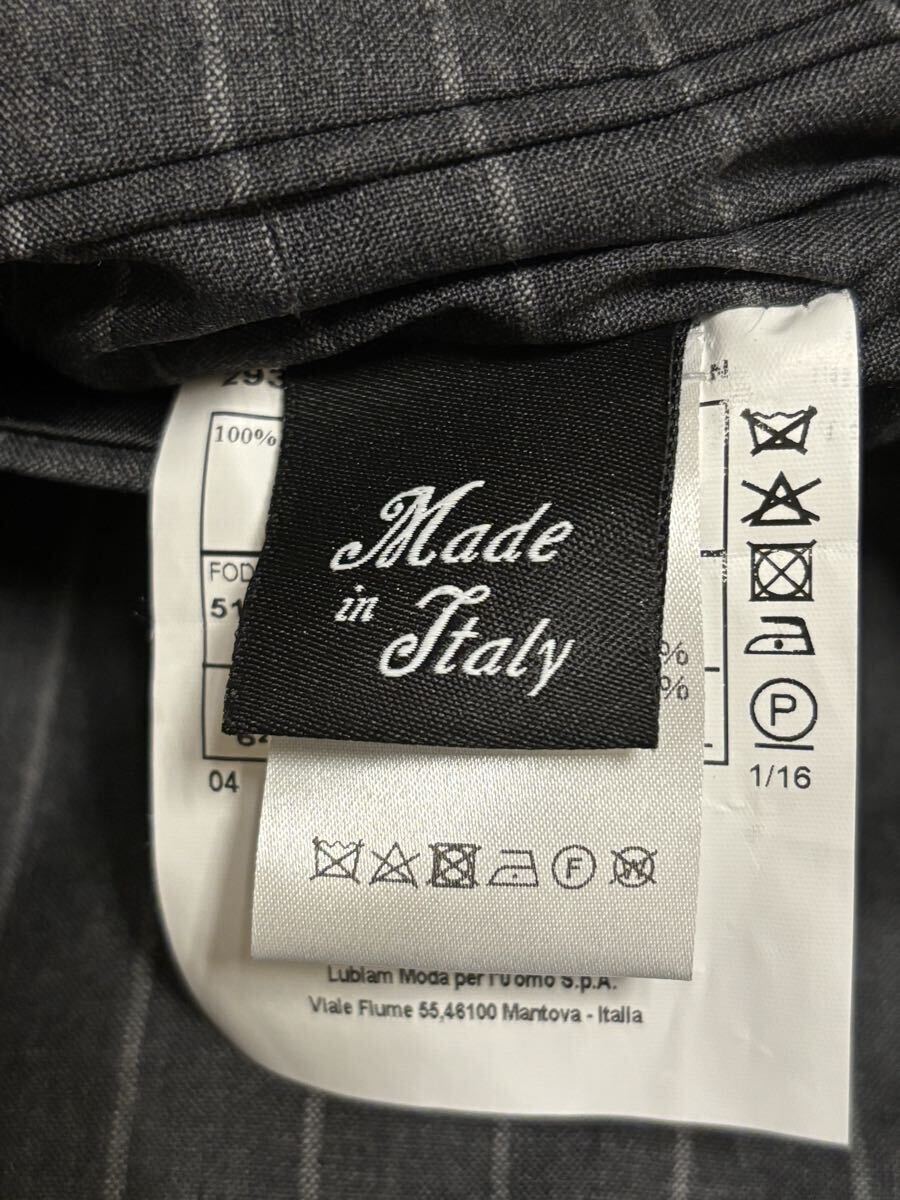 293
100%
Made
in
Italy
FOD
51
%
%
64
04
P
1/16
F
W
Lubiam Moda per l'Uomo S.p.A.
Viale Fiume 55,46100 Mantova - Italia